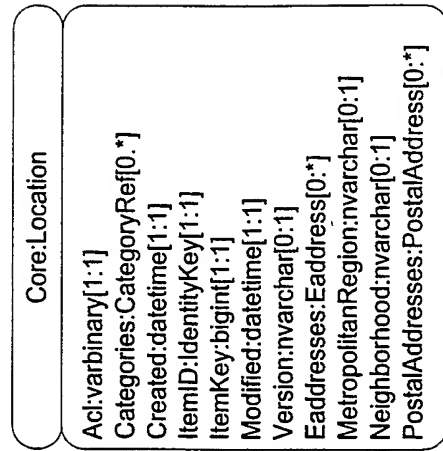 Core:Location
Acl:varbinary[1:1]
Categories:CategoryRef[0.*]
Created:datetime[1:1]
ItemID:IdentityKey[1:1]
ItemKey:bigint[1:1]
Modified:datetime[1:1]
Version:nvarchar[0:1]
Eaddresses:Eaddress[0:*]
MetropolitanRegion:nvarchar[0:1]
Neighborhood:nvarchar[0:1]
PostalAddresses:PostalAddress[0:*]